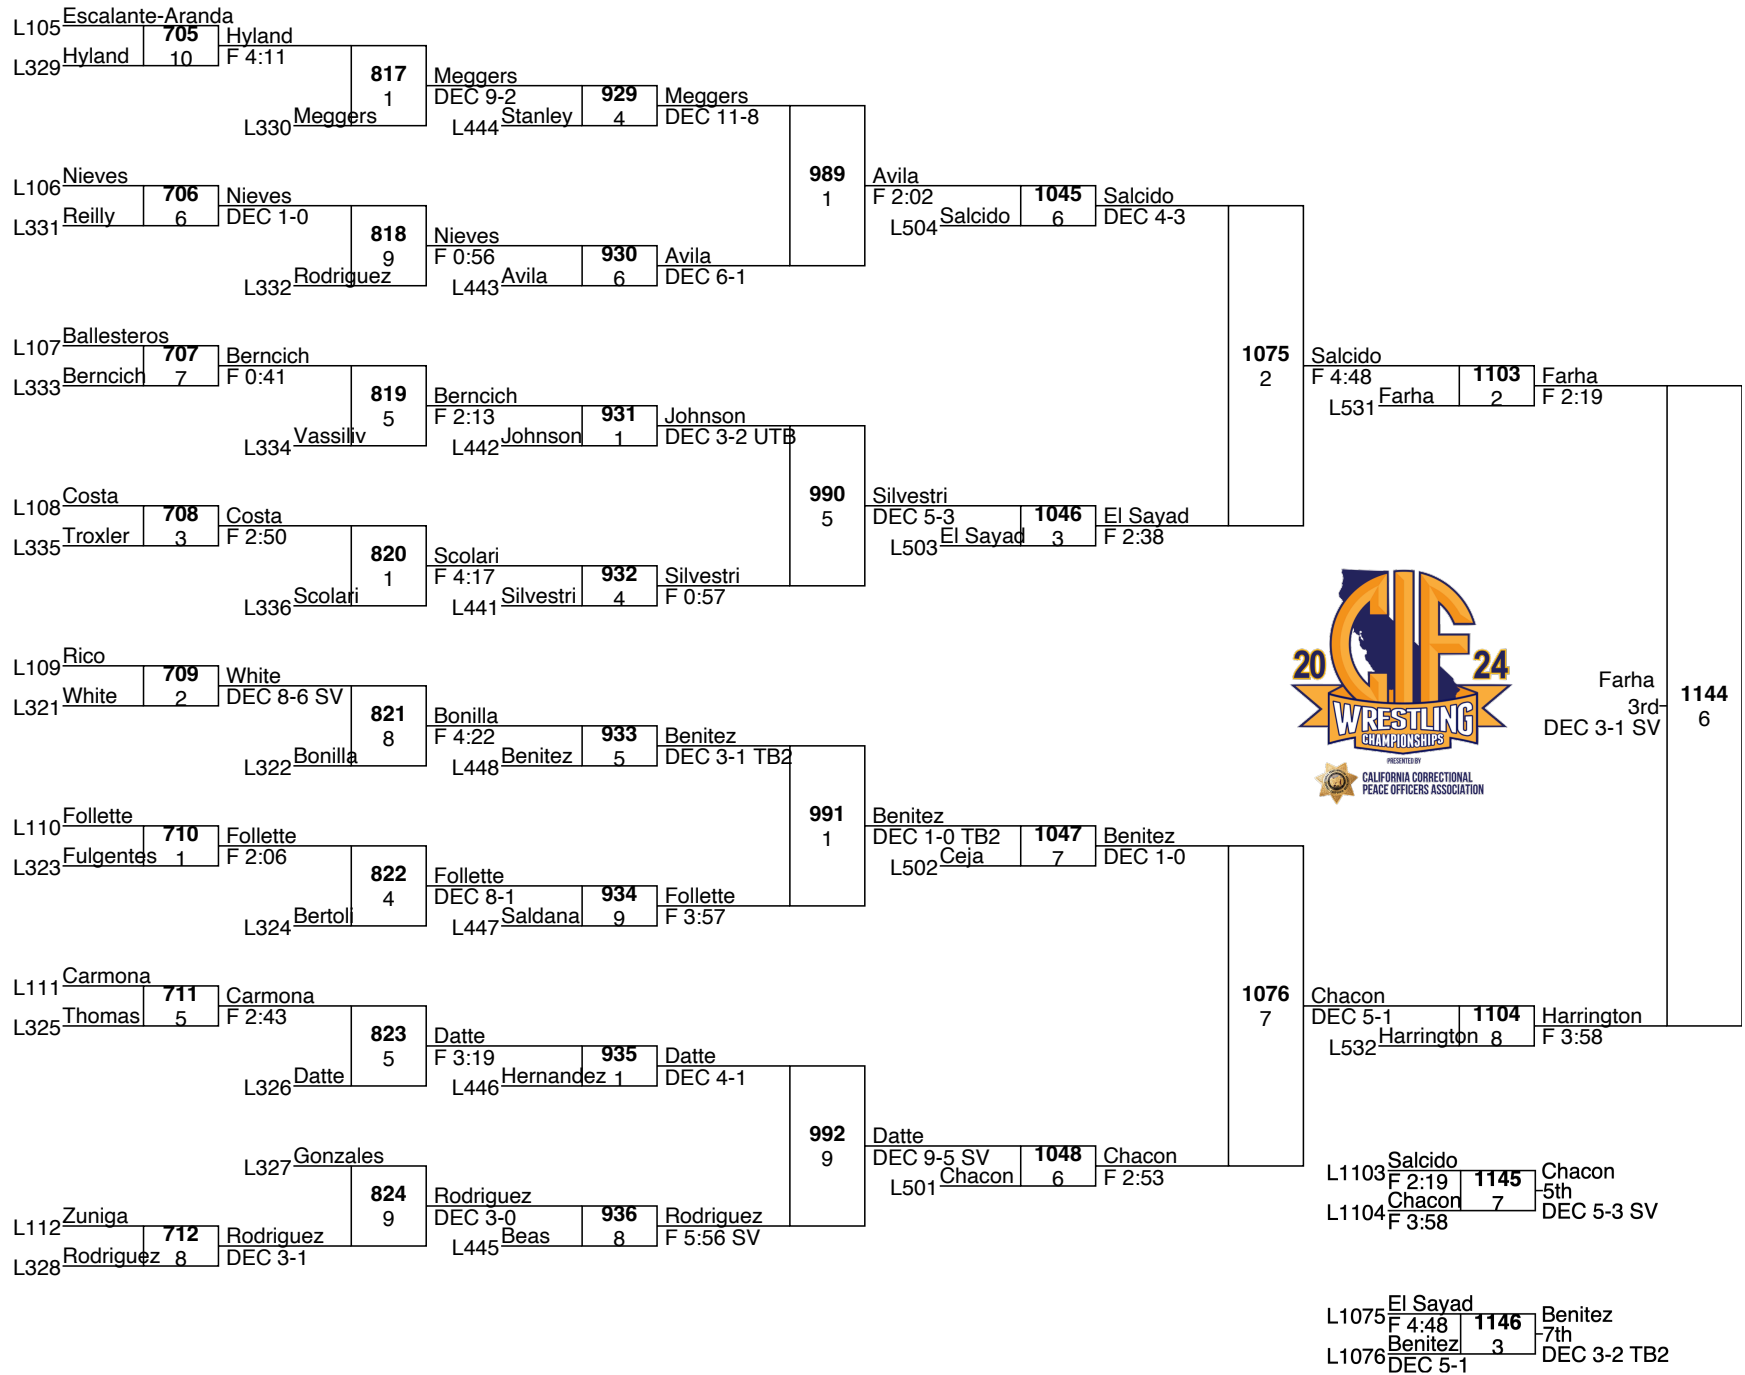 L105 Escalante-Aranda
705
L329 Hyland
10
Hyland
F 4:11
817
1
L330 Meggers
Meggers
DEC 9-2
929
L444 Stanley
4
Meggers
DEC 11-8
L106 Nieves
706
L331 Reilly
6
Nieves
DEC 1-0
818
9
L332 Rodriguez
Nieves
F 0:56
930
L443 Avila
6
Avila
DEC 6-1
989
1
Avila
F 2:02
1045
L504 Salcido
6
Salcido
DEC 4-3
L107 Ballesteros
707
L333 Berncich
7
Berncich
F 0:41
819
5
L334 Vassiliv
Berncich
F 2:13
931
L442 Johnson
1
Johnson
DEC 3-2 UTB
L108 Costa
708
L335 Troxler
3
Costa
F 2:50
820
1
L336 Scolari
Scolari
F 4:17
932
L441 Silvestri
4
Silvestri
F 0:57
990
5
Silvestri
DEC 5-3
1046
L503 El Sayad
3
El Sayad
F 2:38
1075
2
Salcido
F 4:48
1103
L531 Farha
2
Farha
F 2:19
L109 Rico
709
L321 White
2
White
DEC 8-6 SV
821
8
L322 Bonilla
Bonilla
F 4:22
933
L448 Benitez
5
Benitez
DEC 3-1 TB2
L110 Follette
710
L323 Fulgentes
1
Follette
F 2:06
822
4
L324 Bertoli
Follette
DEC 8-1
934
L447 Saldana
9
Follette
F 3:57
991
1
Benitez
DEC 1-0 TB2
1047
L502 Ceja
7
Benitez
DEC 1-0
L111 Carmona
711
L325 Thomas
5
Carmona
F 2:43
823
5
L326 Datte
Datte
F 3:19
935
L446 Hernandez
1
Datte
DEC 4-1
L327 Gonzales
824
9
L112 Zuniga
712
L328 Rodriguez
8
Rodriguez
DEC 3-1
Rodriguez
DEC 3-0
936
L445 Beas
8
Rodriguez
F 5:56 SV
992
9
Datte
DEC 9-5 SV
1048
L501 Chacon
6
Chacon
F 2:53
1076
7
Chacon
DEC 5-1
1104
L532 Harrington
8
Harrington
F 3:58
20 CIF 24
WRESTLING
CHAMPIONSHIPS
PRESENTED BY
CALIFORNIA CORRECTIONAL
PEACE OFFICERS ASSOCIATION
Farha
3rd
DEC 3-1 SV
1144
6
L1103 Salcido
F 2:19
1145
L1104 Chacon
F 3:58
7
Chacon
5th
DEC 5-3 SV
L1075 El Sayad
F 4:48
1146
L1076 Benitez
DEC 5-1
3
Benitez
7th
DEC 3-2 TB2